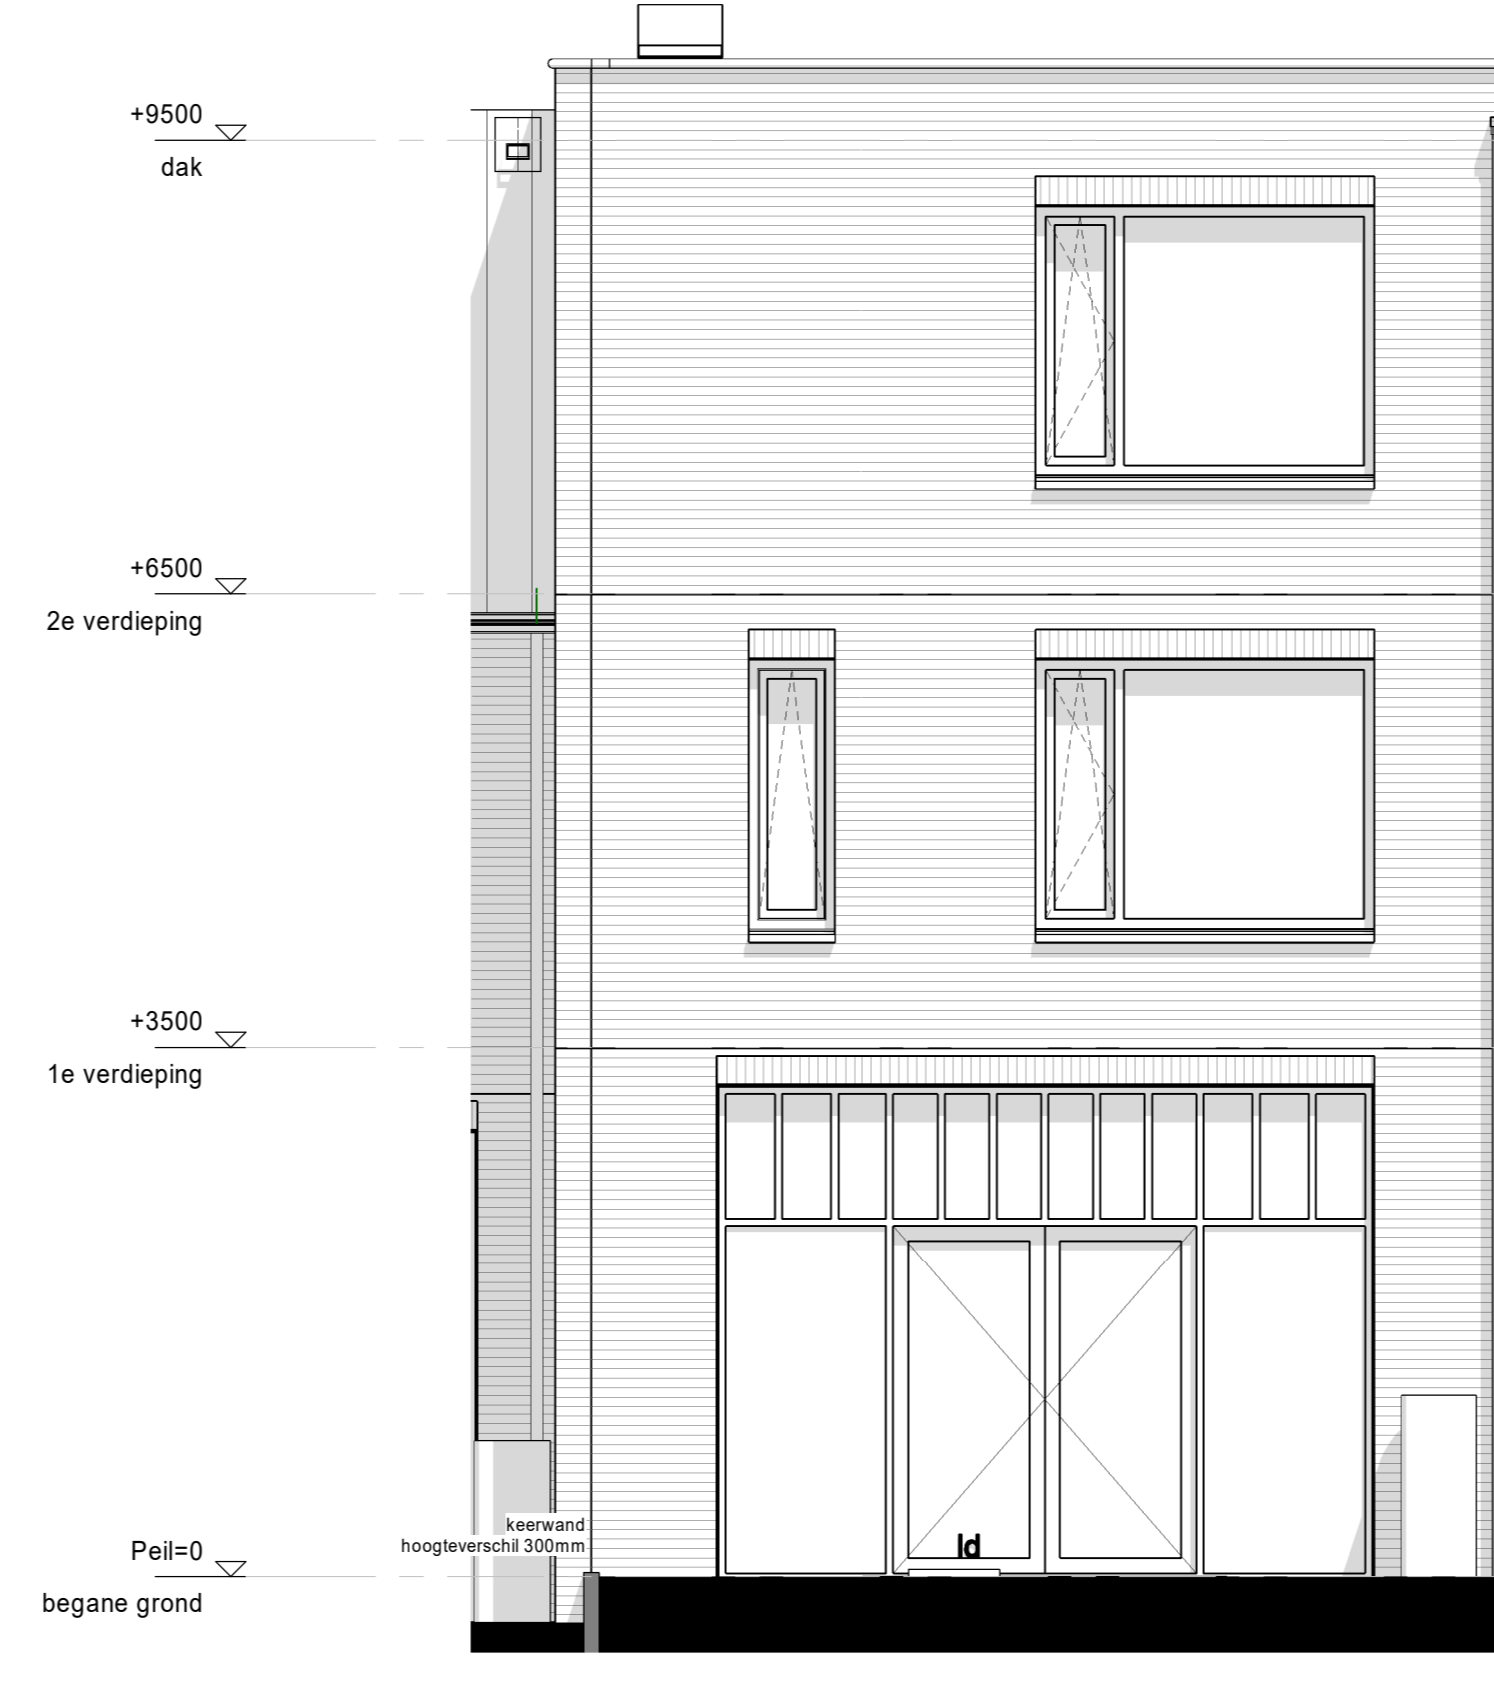 +9500
dak
+6500
2e verdieping
+3500
1e verdieping
keerwand
hoogteverschil 300mm
Peil=0
begane grond
ld